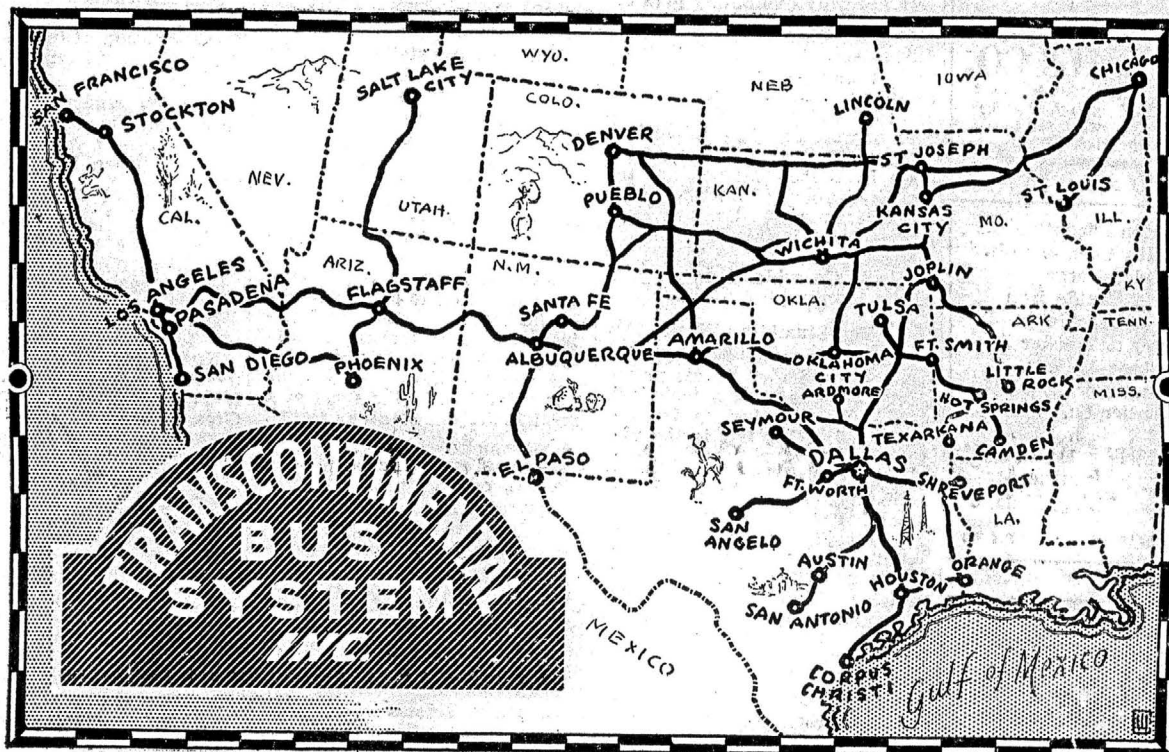 WYO.
NEB
IOWA
CHICAGO
SAN FRANCISCO
STOCKTON
SALT LAKE
CITY
COLO.
LINCOLN
DENVER
ST JOSEPH
NEV.
PUEBLO
KAN.
ST. LOUIS
CAL.
UTAH.
KANSAS
CITY
MO.
ILL.
WICHITA
ARIZ.
N.M.
LOS ANGELES
PASADENA
FLAGSTAFF
JOPLIN
KY
SANTA FE
OKLA.
TULSA
ARK
TENN.
ALBUQUERQUE
AMARILLO
OKLAHOMA
CITY
FT. SMITH
SAN DIEGO
PHOENIX
LITTLE
ROCK
ARDMORE
HOT SPRINGS
MISS.
SEYMOUR
TEXARKANA
CAMDEN
DALLAS
EL PASO
FT. WORTH
SHREVEPORT
SAN
ANGELO
LA.
AUSTIN
HOUSTON
ORANGE
SAN ANTONIO
MEXICO
CORPUS
CHRISTI
Gulf of Mexico
TRANSCONTINENTAL
BUS
SYSTEM
INC.